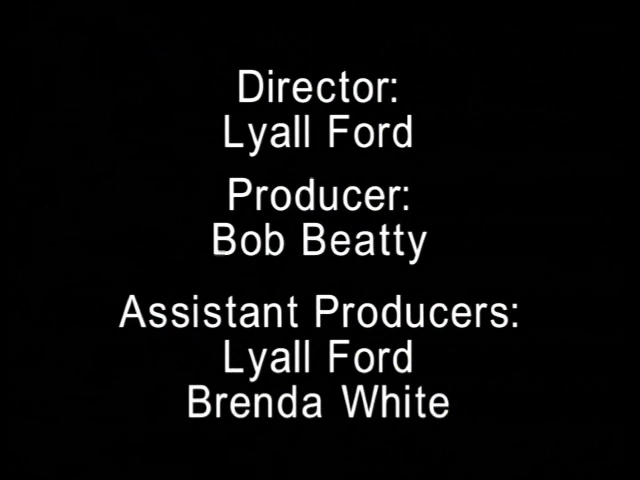 Director:
Lyall Ford
Producer:
Bob Beatty
Assistant Producers:
Lyall Ford
Brenda White